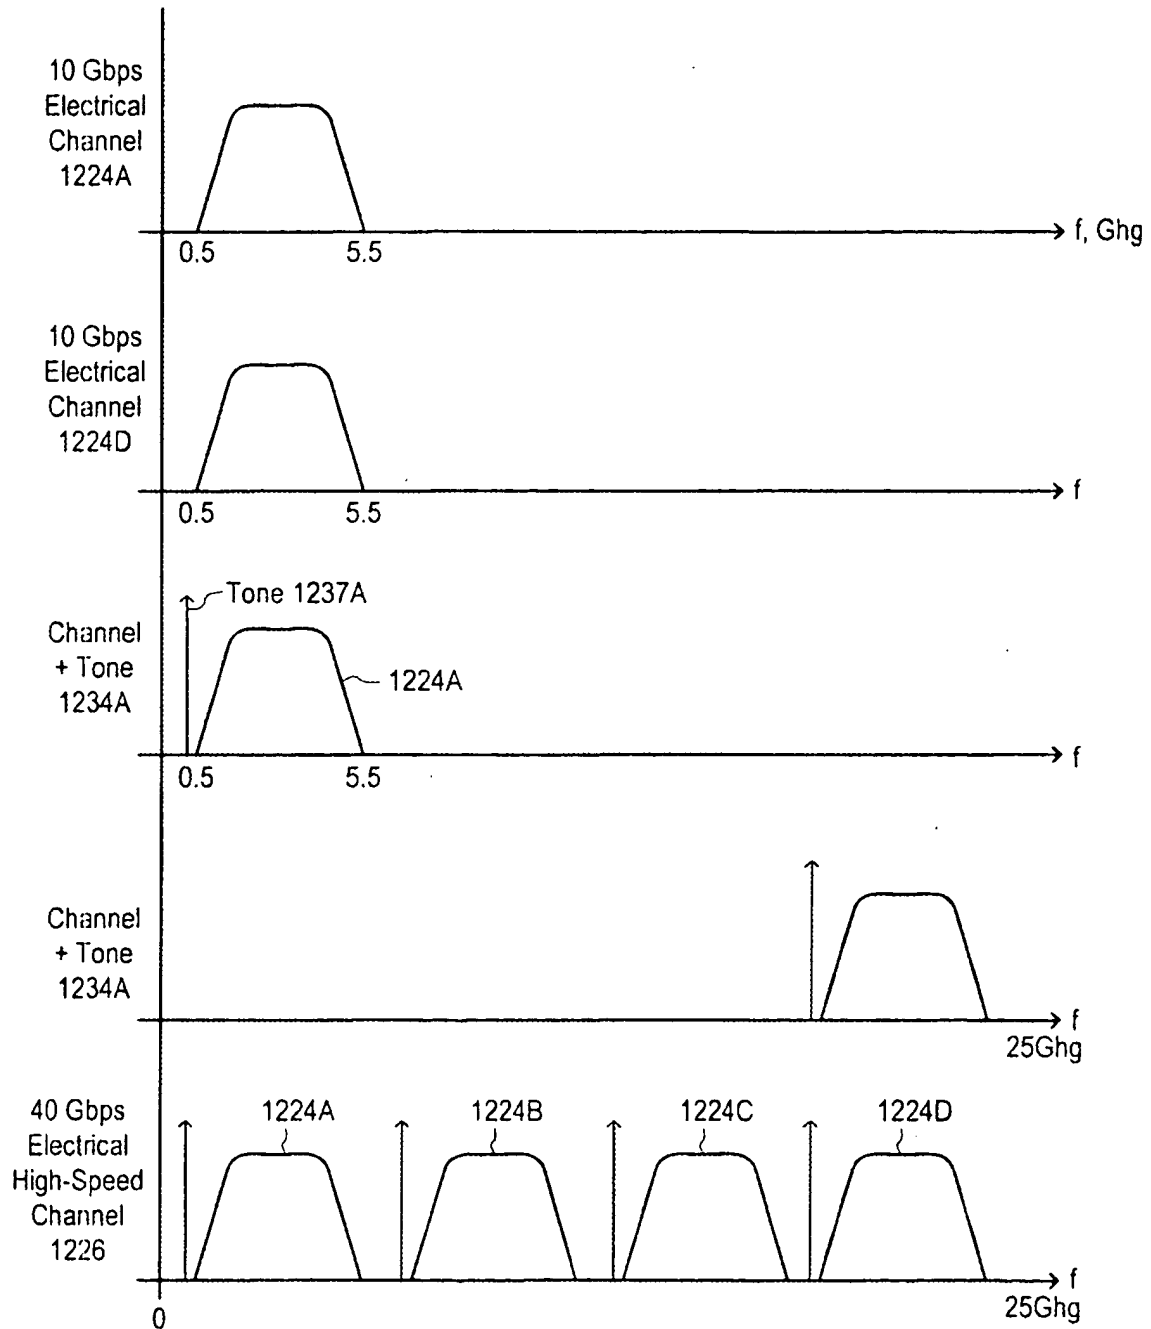 10 Gbps
Electrical
Channel
1224A
f, Ghg
0.5
5.5
10 Gbps
Electrical
Channel
1224D
f
0.5
5.5
Tone 1237A
Channel
+ Tone
1234A
1224A
f
0.5
5.5
Channel
+ Tone
1234A
f
25Ghg
40 Gbps
Electrical
High-Speed
Channel
1226
1224A
1224B
1224C
1224D
f
0
25Ghg